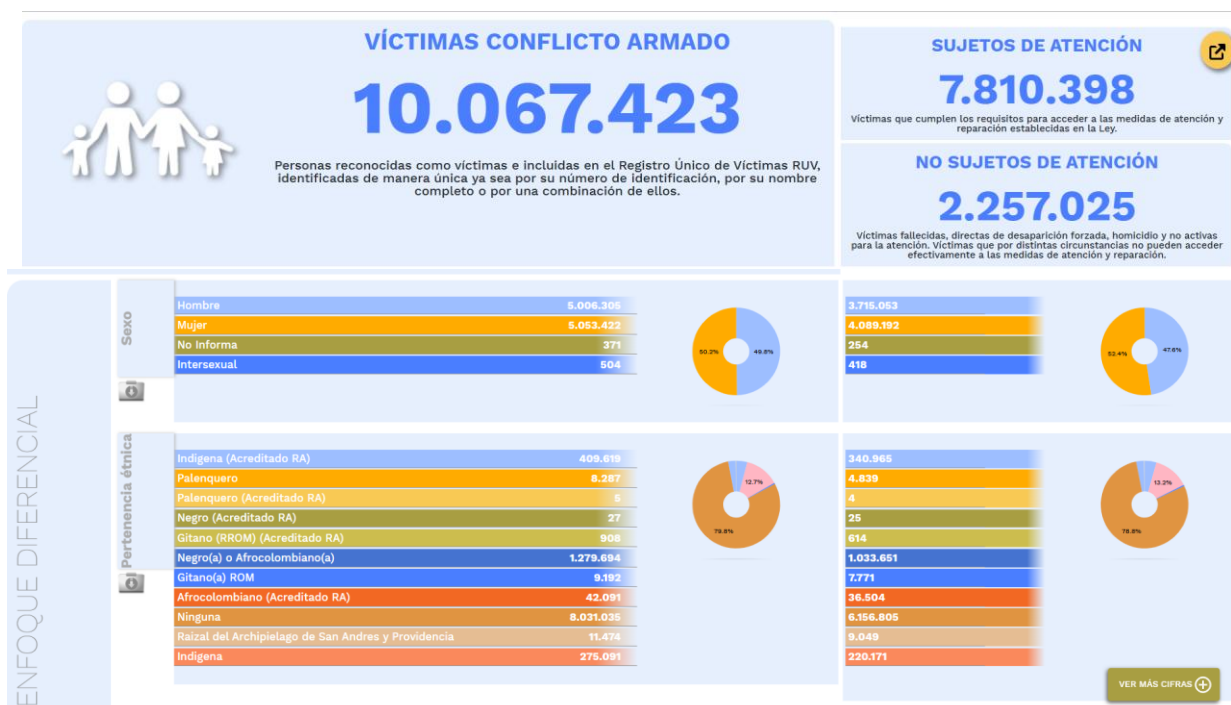 VÍCTIMAS CONFLICTO ARMADO
10.067.423
Personas reconocidas como víctimas e incluidas en el Registro Único de Víctimas RUV,
identificadas de manera única ya sea por su número de identificación, por su nombre
completo o por una combinación de ellos.
SUJETOS DE ATENCIÓN
7.810.398
Víctimas que cumplen los requisitos para acceder a las medidas de atención y
reparación establecidas en la Ley.
NO SUJETOS DE ATENCIÓN
2.257.025
Víctimas fallecidas, directas de desaparición forzada, homicidio y no activas
para la atención. Víctimas que por distintas circunstancias no pueden acceder
efectivamente a las medidas de atención y reparación.
ENFOQUE DIFERENCIAL
Sexo
Hombre 5.006.305 3.715.053
Mujer 5.053.422 4.089.192
No Informa 371 254
Intersexual 504 418
50.2% 49.8%
52.4% 47.6%
Pertenencia étnica
Indigena (Acreditado RA) 409.619 340.965
Palenquero 8.287 4.839
Palenquero (Acreditado RA) 5 4
Negro (Acreditado RA) 27 25
Gitano (RROM) (Acreditado RA) 908 614
Negro(a) o Afrocolombiano(a) 1.279.694 1.033.651
Gitano(a) ROM 9.192 7.771
Afrocolombiano (Acreditado RA) 42.091 36.504
Ninguna 8.031.035 6.156.805
Raizal del Archipielago de San Andres y Providencia 11.474 9.049
Indigena 275.091 220.171
12.7%
79.8%
13.2%
78.8%
VER MÁS CIFRAS